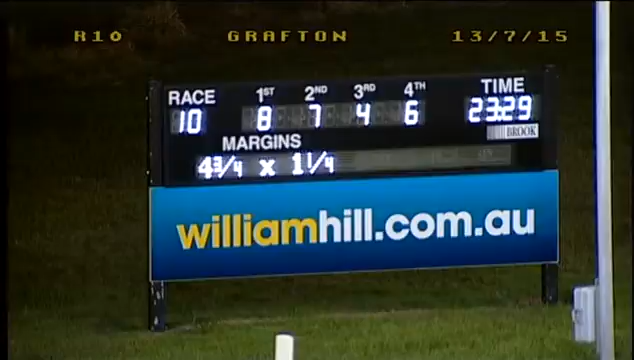 R10 GRAFTON 13/7/15
RACE 1ST 2ND 3RD 4TH TIME
10 8 7 4 6 23.29
BROOK
MARGINS
4¾ x 1¼
williamhill.com.au